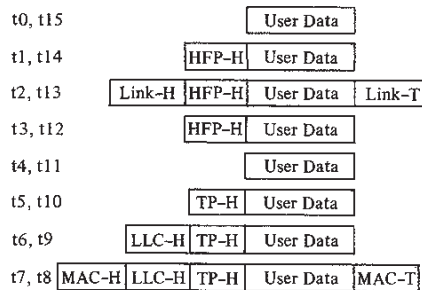 t0, t15 User Data
t1, t14 HFP-H User Data
t2, t13 Link-H HFP-H User Data Link-T
t3, t12 HFP-H User Data
t4, t11 User Data
t5, t10 TP-H User Data
t6, t9 LLC-H TP-H User Data
t7, t8 MAC-H LLC-H TP-H User Data MAC-T